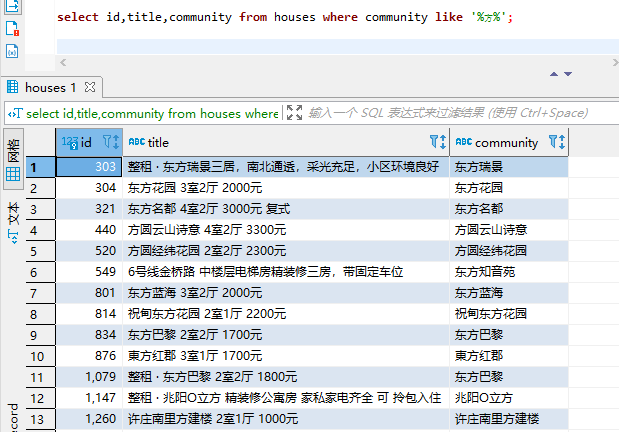 select id,title,community from houses where community like '%方%';
houses 1
select id,title,community from houses where
输入一个 SQL 表达式来过滤结果 (使用 Ctrl+Space)
网格
文本
123 id ABC title ABC community
1 303 整租 · 东方瑞景三居，南北通透，采光充足，小区环境良好 东方瑞景
2 304 东方花园 3室2厅 2000元 东方花园
3 321 东方名都 4室2厅 3000元 复式 东方名都
4 440 方圆云山诗意 4室2厅 3300元 方圆云山诗意
5 520 方圆经纬花园 2室2厅 2300元 方圆经纬花园
6 549 6号线金桥路 中楼层电梯房精装修三房，带固定车位 东方知音苑
7 801 东方蓝海 3室2厅 2000元 东方蓝海
8 814 祝甸东方花园 2室1厅 2200元 祝甸东方花园
9 834 东方巴黎 2室2厅 1700元 东方巴黎
10 876 東方红郡 3室1厅 1700元 東方红郡
11 1,079 整租 · 东方巴黎 2室2厅 1800元 东方巴黎
12 1,147 整租 · 兆阳O立方 精装修公寓房 家私家电齐全 可 拎包入住 兆阳O立方
13 1,260 许庄南里方建楼 2室1厅 1000元 许庄南里方建楼